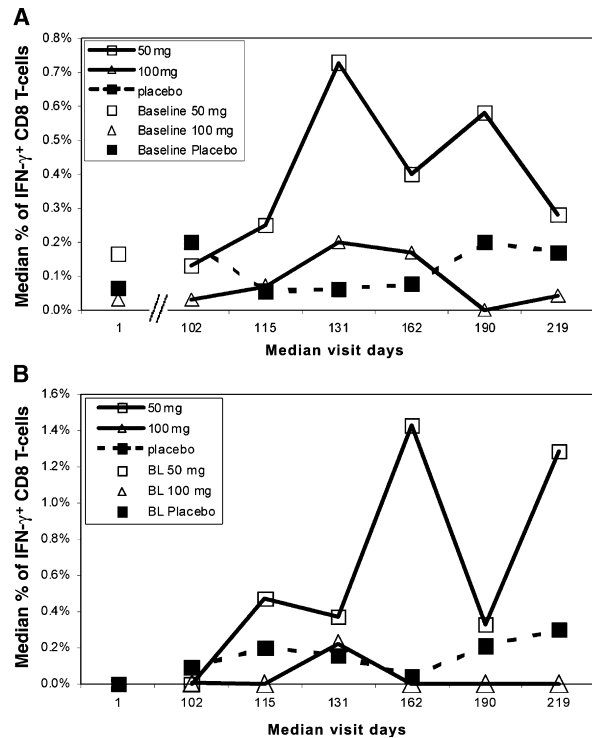 A
Median % of IFN-γ+ CD8 T-cells
0.8%
0.7%
0.6%
0.5%
0.4%
0.3%
0.2%
0.1%
0.0%
50 mg
100mg
placebo
Baseline 50 mg
Baseline 100 mg
Baseline Placebo
1 // 102 115 131 162 190 219
Median visit days
B
Median % of IFN-γ+ CD8 T-cells
1.6%
1.4%
1.2%
1.0%
0.8%
0.6%
0.4%
0.2%
0.0%
50 mg
100 mg
placebo
BL 50 mg
BL 100 mg
BL Placebo
1 102 115 131 162 190 219
Median visit days